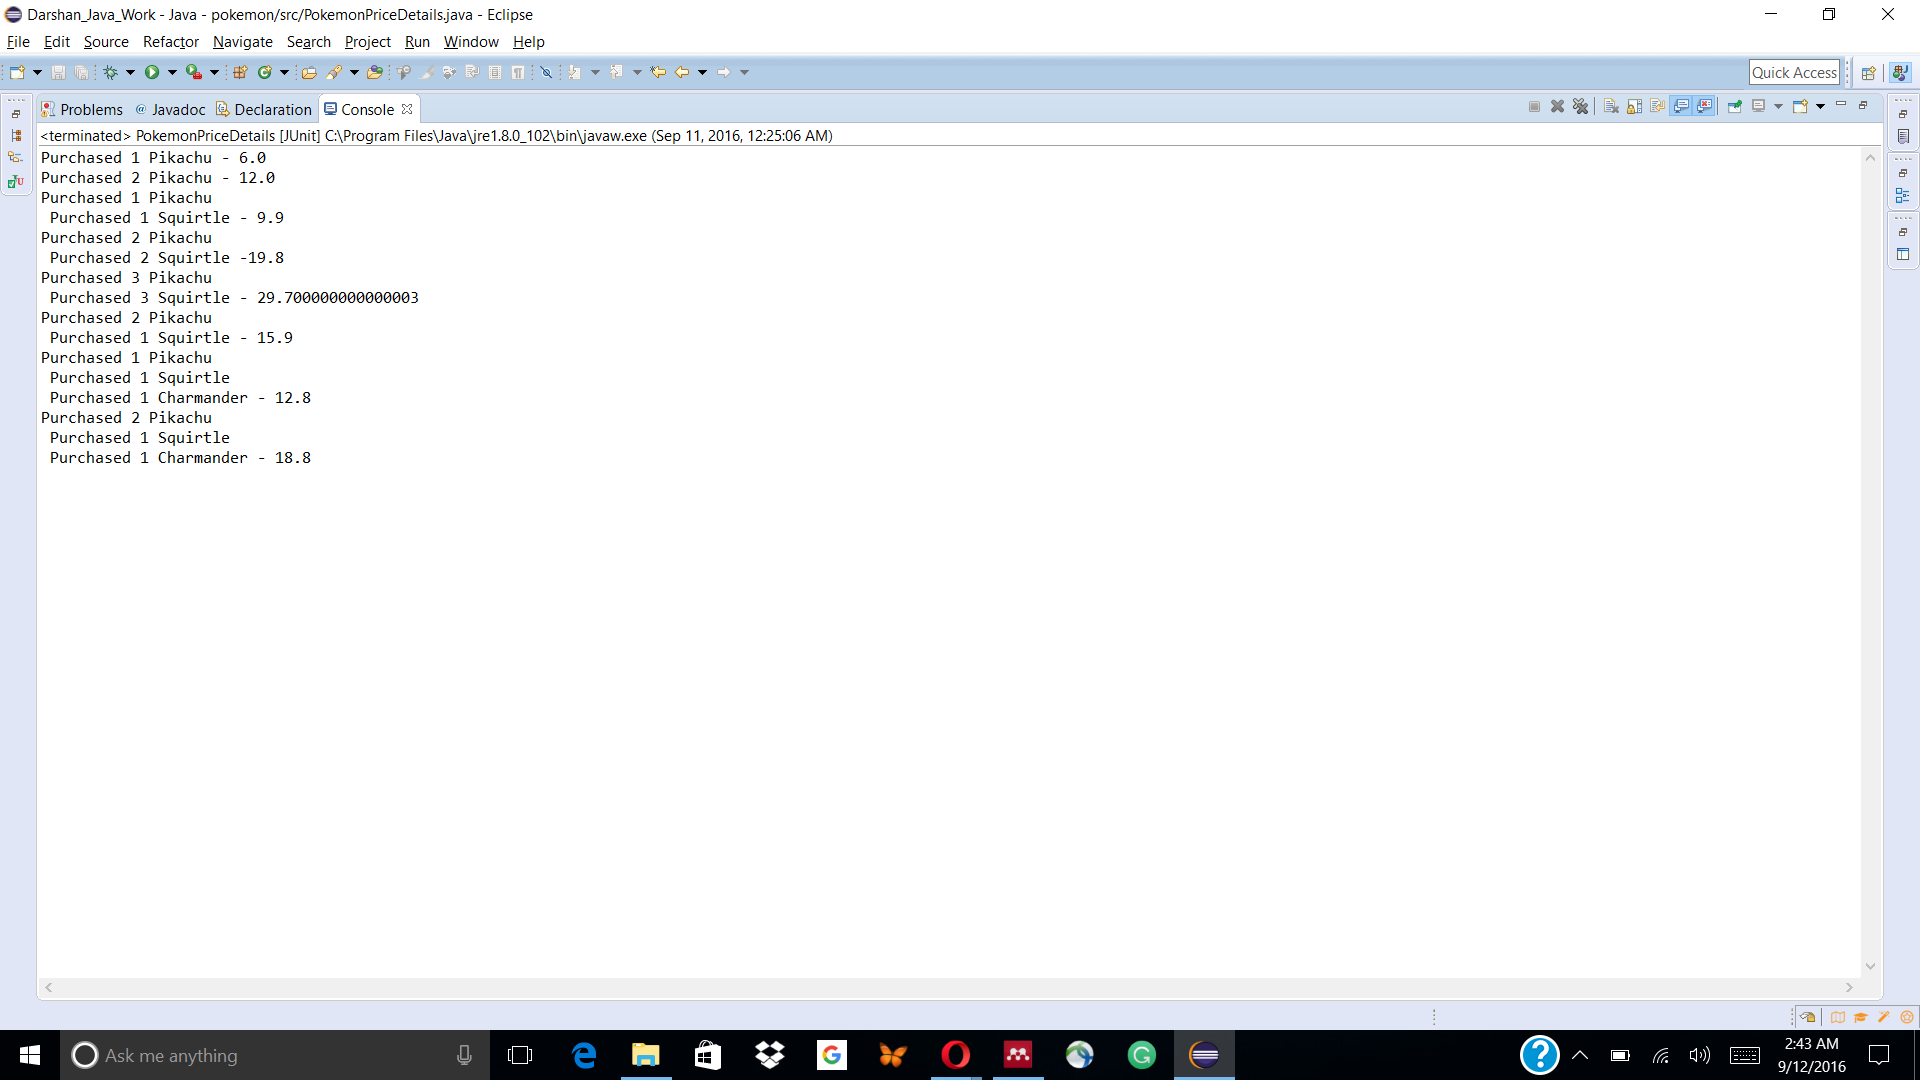 Darshan_Java_Work - Java - pokemon/src/PokemonPriceDetails.java - Eclipse
File Edit Source Refactor Navigate Search Project Run Window Help
Quick Access
Problems @ Javadoc Declaration Console
<terminated> PokemonPriceDetails [JUnit] C:\Program Files\Java\jre1.8.0_102\bin\javaw.exe (Sep 11, 2016, 12:25:06 AM)
Purchased 1 Pikachu - 6.0
Purchased 2 Pikachu - 12.0
Purchased 1 Pikachu
 Purchased 1 Squirtle - 9.9
Purchased 2 Pikachu
 Purchased 2 Squirtle -19.8
Purchased 3 Pikachu
 Purchased 3 Squirtle - 29.700000000000003
Purchased 2 Pikachu
 Purchased 1 Squirtle - 15.9
Purchased 1 Pikachu
 Purchased 1 Squirtle
 Purchased 1 Charmander - 12.8
Purchased 2 Pikachu
 Purchased 1 Squirtle
 Purchased 1 Charmander - 18.8
Ask me anything
2:43 AM
9/12/2016